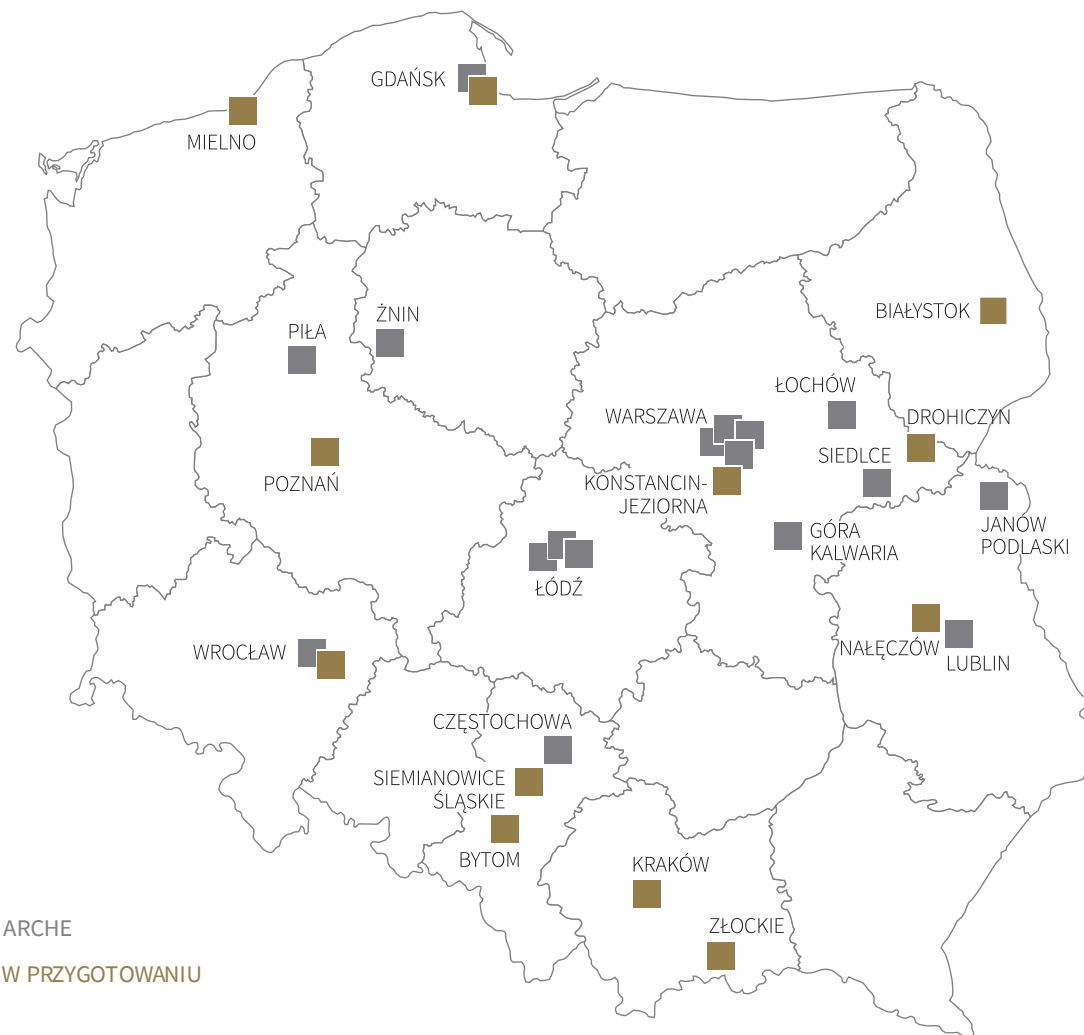 GDAŃSK
MIELNO
BIAŁYSTOK
ŻNIN
PIŁA
ŁOCHÓW
WARSZAWA
DROHICZYN
SIEDLCE
POZNAŃ
KONSTANCIN-
JEZIORNA
JANÓW
PODLASKI
GÓRA
KALWARIA
ŁÓDŹ
WROCŁAW
NAŁĘCZÓW
LUBLIN
CZĘSTOCHOWA
SIEMIANOWICE
ŚLĄSKIE
BYTOM
KRAKÓW
ZŁOCKIE
ARCHE
W PRZYGOTOWANIU